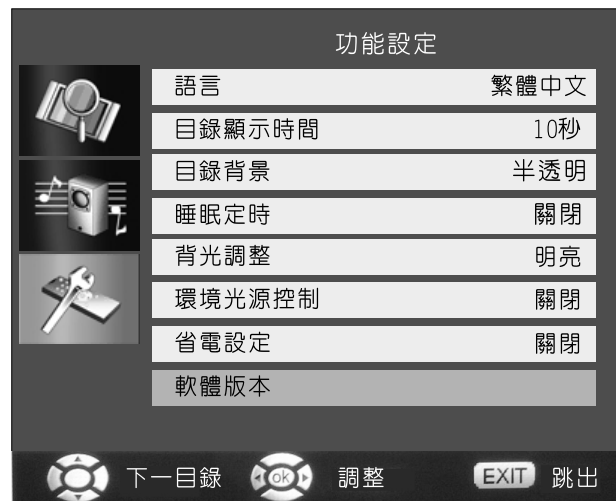 功能設定
語言 繁體中文
目錄顯示時間 10秒
目錄背景 半透明
睡眠定時 關閉
背光調整 明亮
環境光源控制 關閉
省電設定 關閉
軟體版本
下一目錄 ok 調整 EXIT 跳出